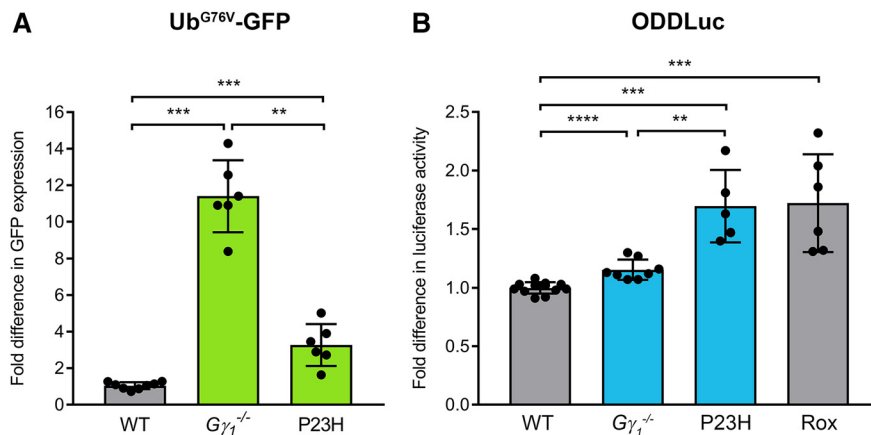 A
Ub^G76V-GFP
***
*** **
Fold difference in GFP expression
16
14
12
10
8
6
4
2
0
WT Gγ₁⁻/⁻ P23H
B
ODDLuc
***
***
**** **
Fold difference in luciferase activity
2.5
2.0
1.5
1.0
0.5
0.0
WT Gγ₁⁻/⁻ P23H Rox